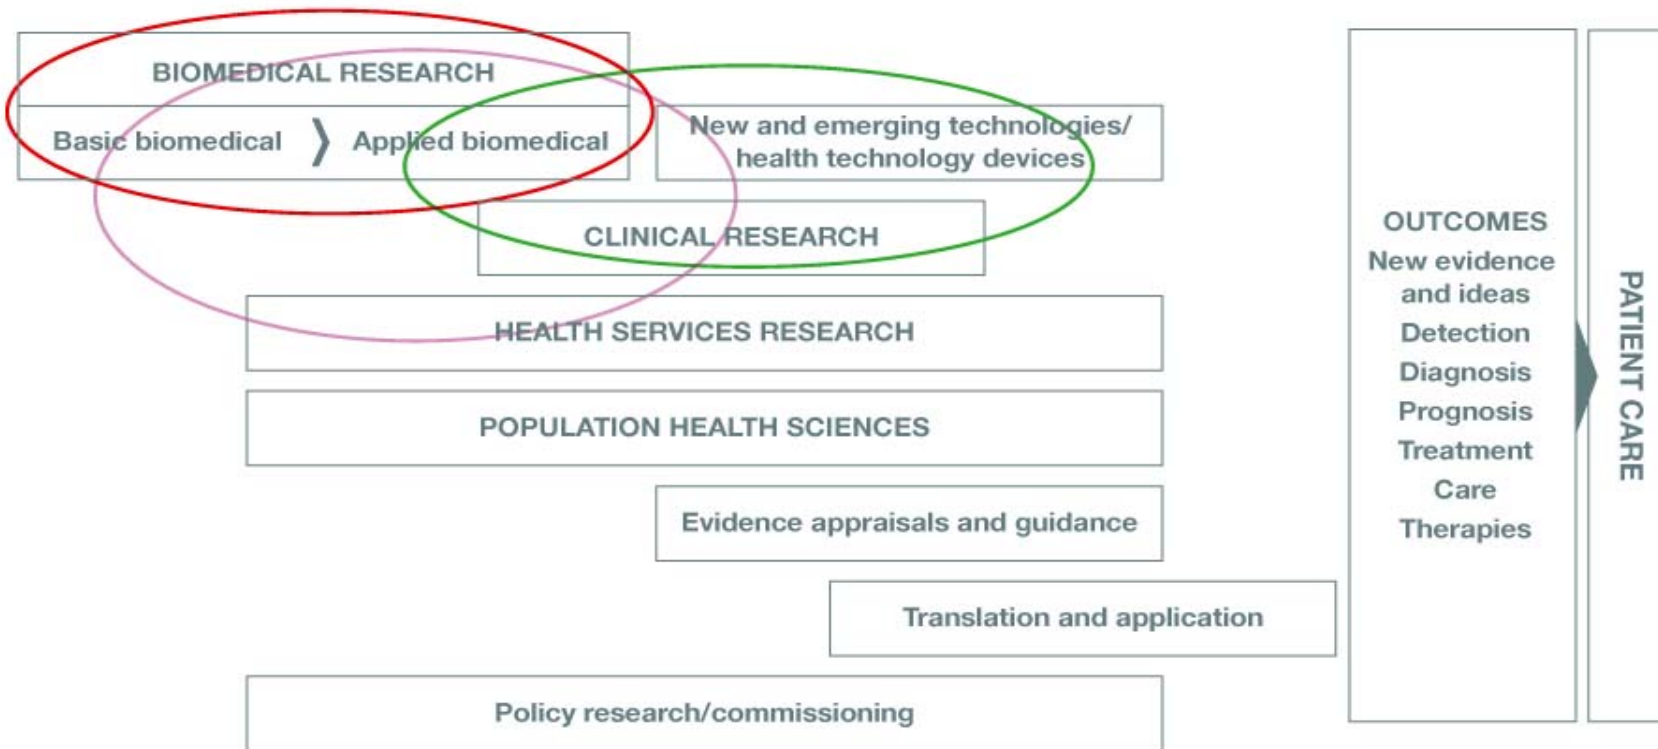 BIOMEDICAL RESEARCH
Basic biomedical ❭ Applied biomedical
New and emerging technologies/
health technology devices
CLINICAL RESEARCH
HEALTH SERVICES RESEARCH
POPULATION HEALTH SCIENCES
Evidence appraisals and guidance
Translation and application
Policy research/commissioning
OUTCOMES
New evidence
and ideas
Detection
Diagnosis
Prognosis
Treatment
Care
Therapies
PATIENT CARE